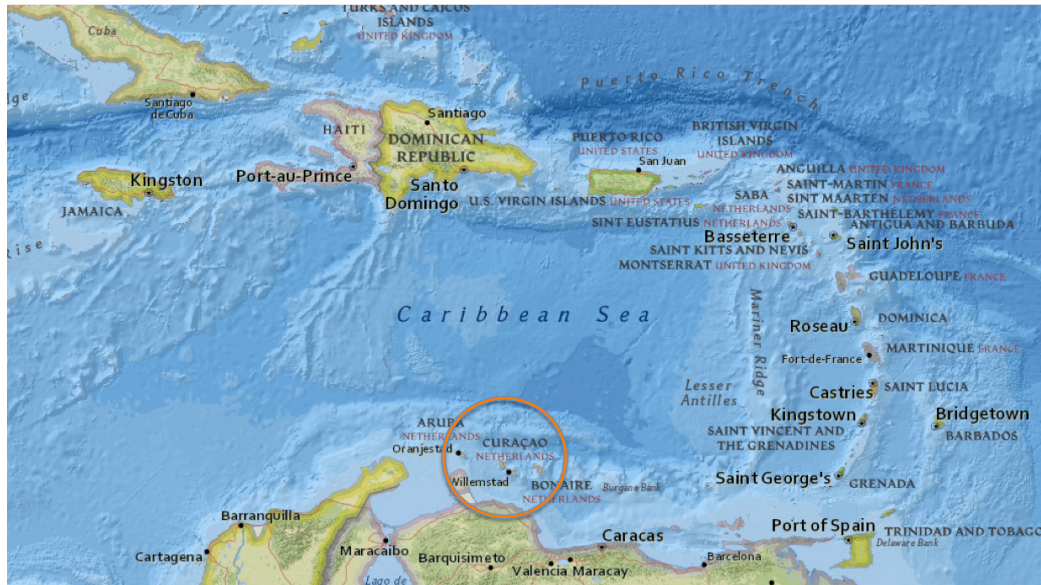 TURKS AND CAICOS
ISLANDS
UNITED KINGDOM
Cuba
Puerto Rico Trench
ge
Santiago
de Cuba
Santiago
HAITI
DOMINICAN
REPUBLIC
PUERTO RICO
UNITED STATES
BRITISH VIRGIN
ISLANDS
UNITED KINGDOM
San Juan
Kingston
Port-au-Prince
Santo
Domingo
U.S. VIRGIN ISLANDS UNITED STATES
ANGUILLA UNITED KINGDOM
SAINT-MARTIN FRANCE
SABA
NETHERLANDS
SINT MAARTEN NETHERLANDS
SAINT-BARTHÉLEMY FRANCE
JAMAICA
SINT EUSTATIUS NETHERLANDS
ANTIGUA AND BARBUDA
Basseterre
Saint John's
Rise
SAINT KITTS AND NEVIS
MONTSERRAT UNITED KINGDOM
GUADELOUPE FRANCE
Mariner Ridge
Caribbean Sea
Roseau
DOMINICA
Fort-de-France
MARTINIQUE FRANCE
Lesser
Antilles
Castries
SAINT LUCIA
Kingstown
Bridgetown
SAINT VINCENT AND
THE GRENADINES
BARBADOS
ARUBA
NETHERLANDS
Oranjestad
CURAÇAO
NETHERLANDS
Willemstad
BONAIRE
NETHERLANDS
Burgana Bank
Saint George's
GRENADA
Barranquilla
Caracas
Port of Spain
TRINIDAD AND TOBAGO
Delaware Bank
Cartagena
Maracaibo
Barquisimeto
Valencia
Maracay
Barcelona
Lago de